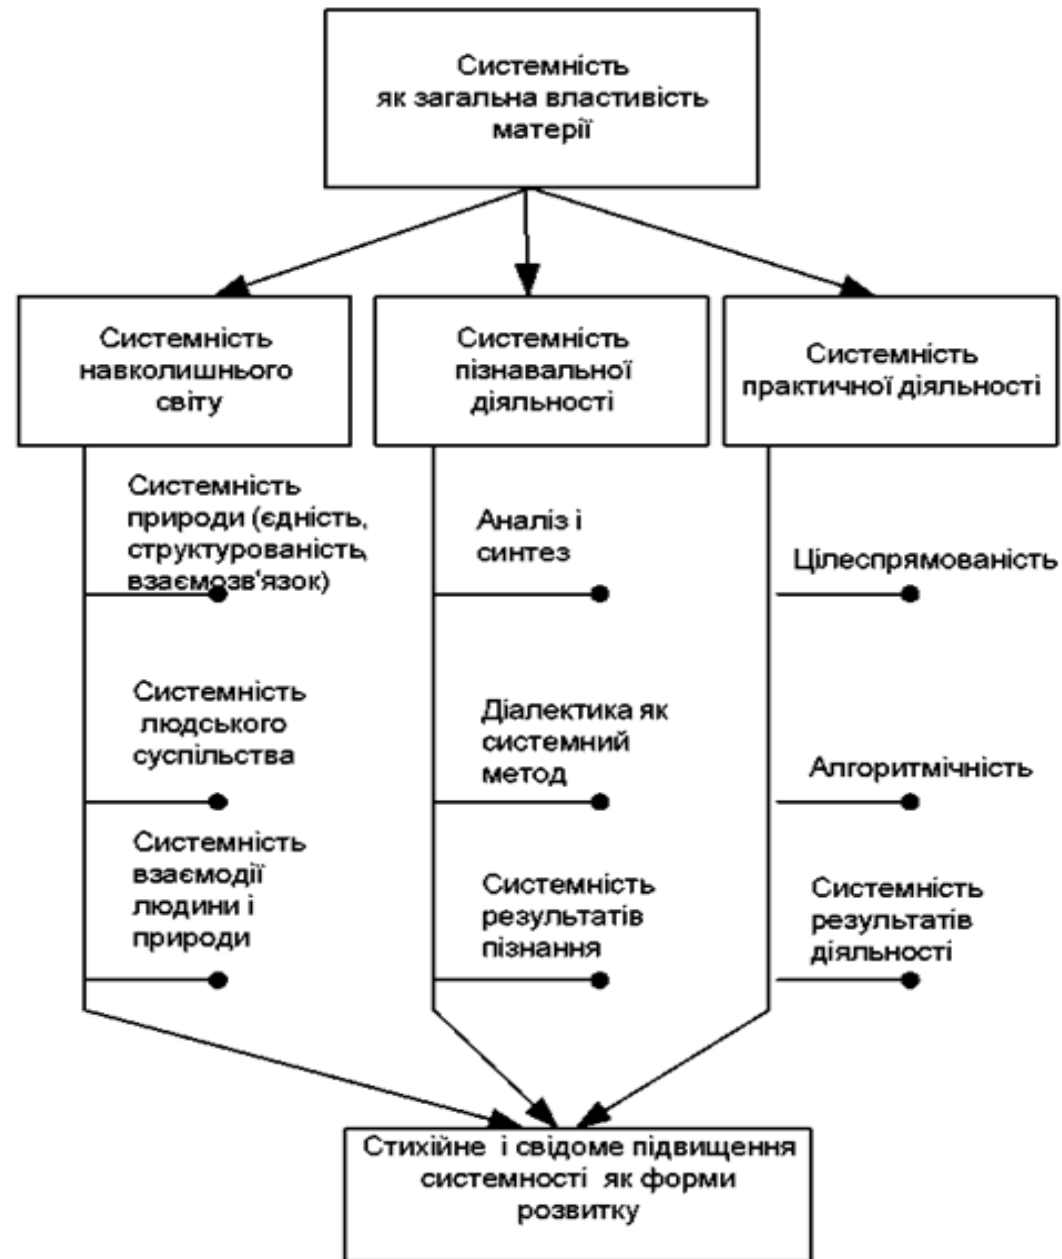 Системність
як загальна властивість
матерії
Системність
навколишнього
світу
Системність
пізнавальної
діяльності
Системність
практичної діяльності
Системність
природи (єдність,
структурованість,
взаємозв'язок)
Аналіз і
синтез
Цілеспрямованість
Системність
людського
суспільства
Діалектика як
системний
метод
Алгоритмічність
Системність
взаємодії
людини і
природи
Системність
результатів
пізнання
Системність
результатів
діяльності
Стихійне і свідоме підвищення
системності як форми
розвитку